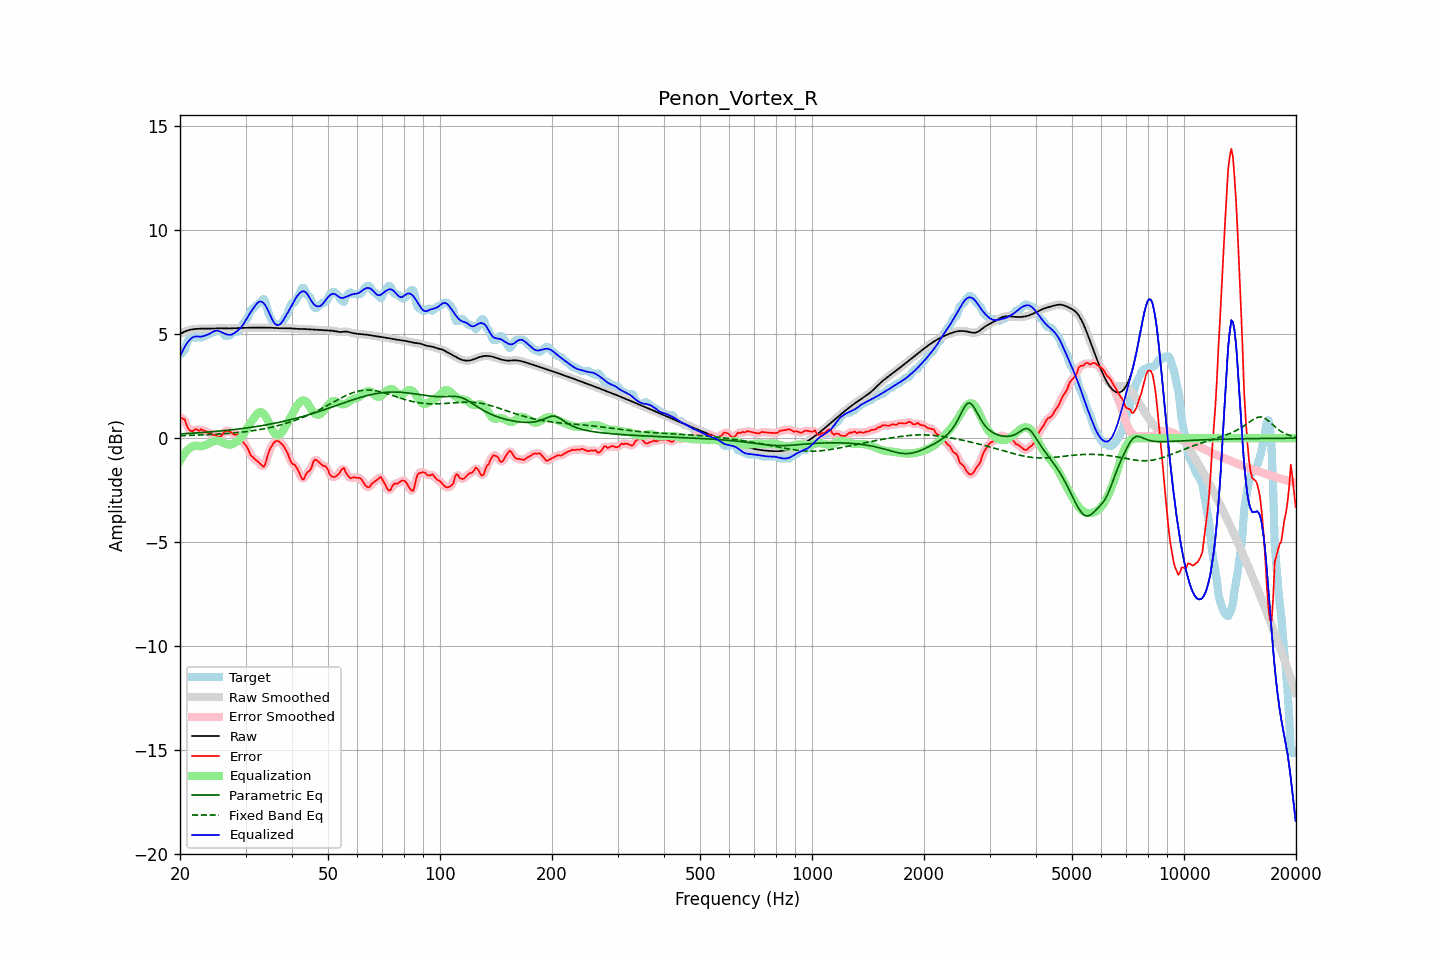 Penon_Vortex_R
Amplitude (dBr)
15
10
5
0
−5
−10
−15
−20
Target
Raw Smoothed
Error Smoothed
Raw
Error
Equalization
Parametric Eq
Fixed Band Eq
Equalized
20 50 100 200 500 1000 2000 5000 10000 20000
Frequency (Hz)